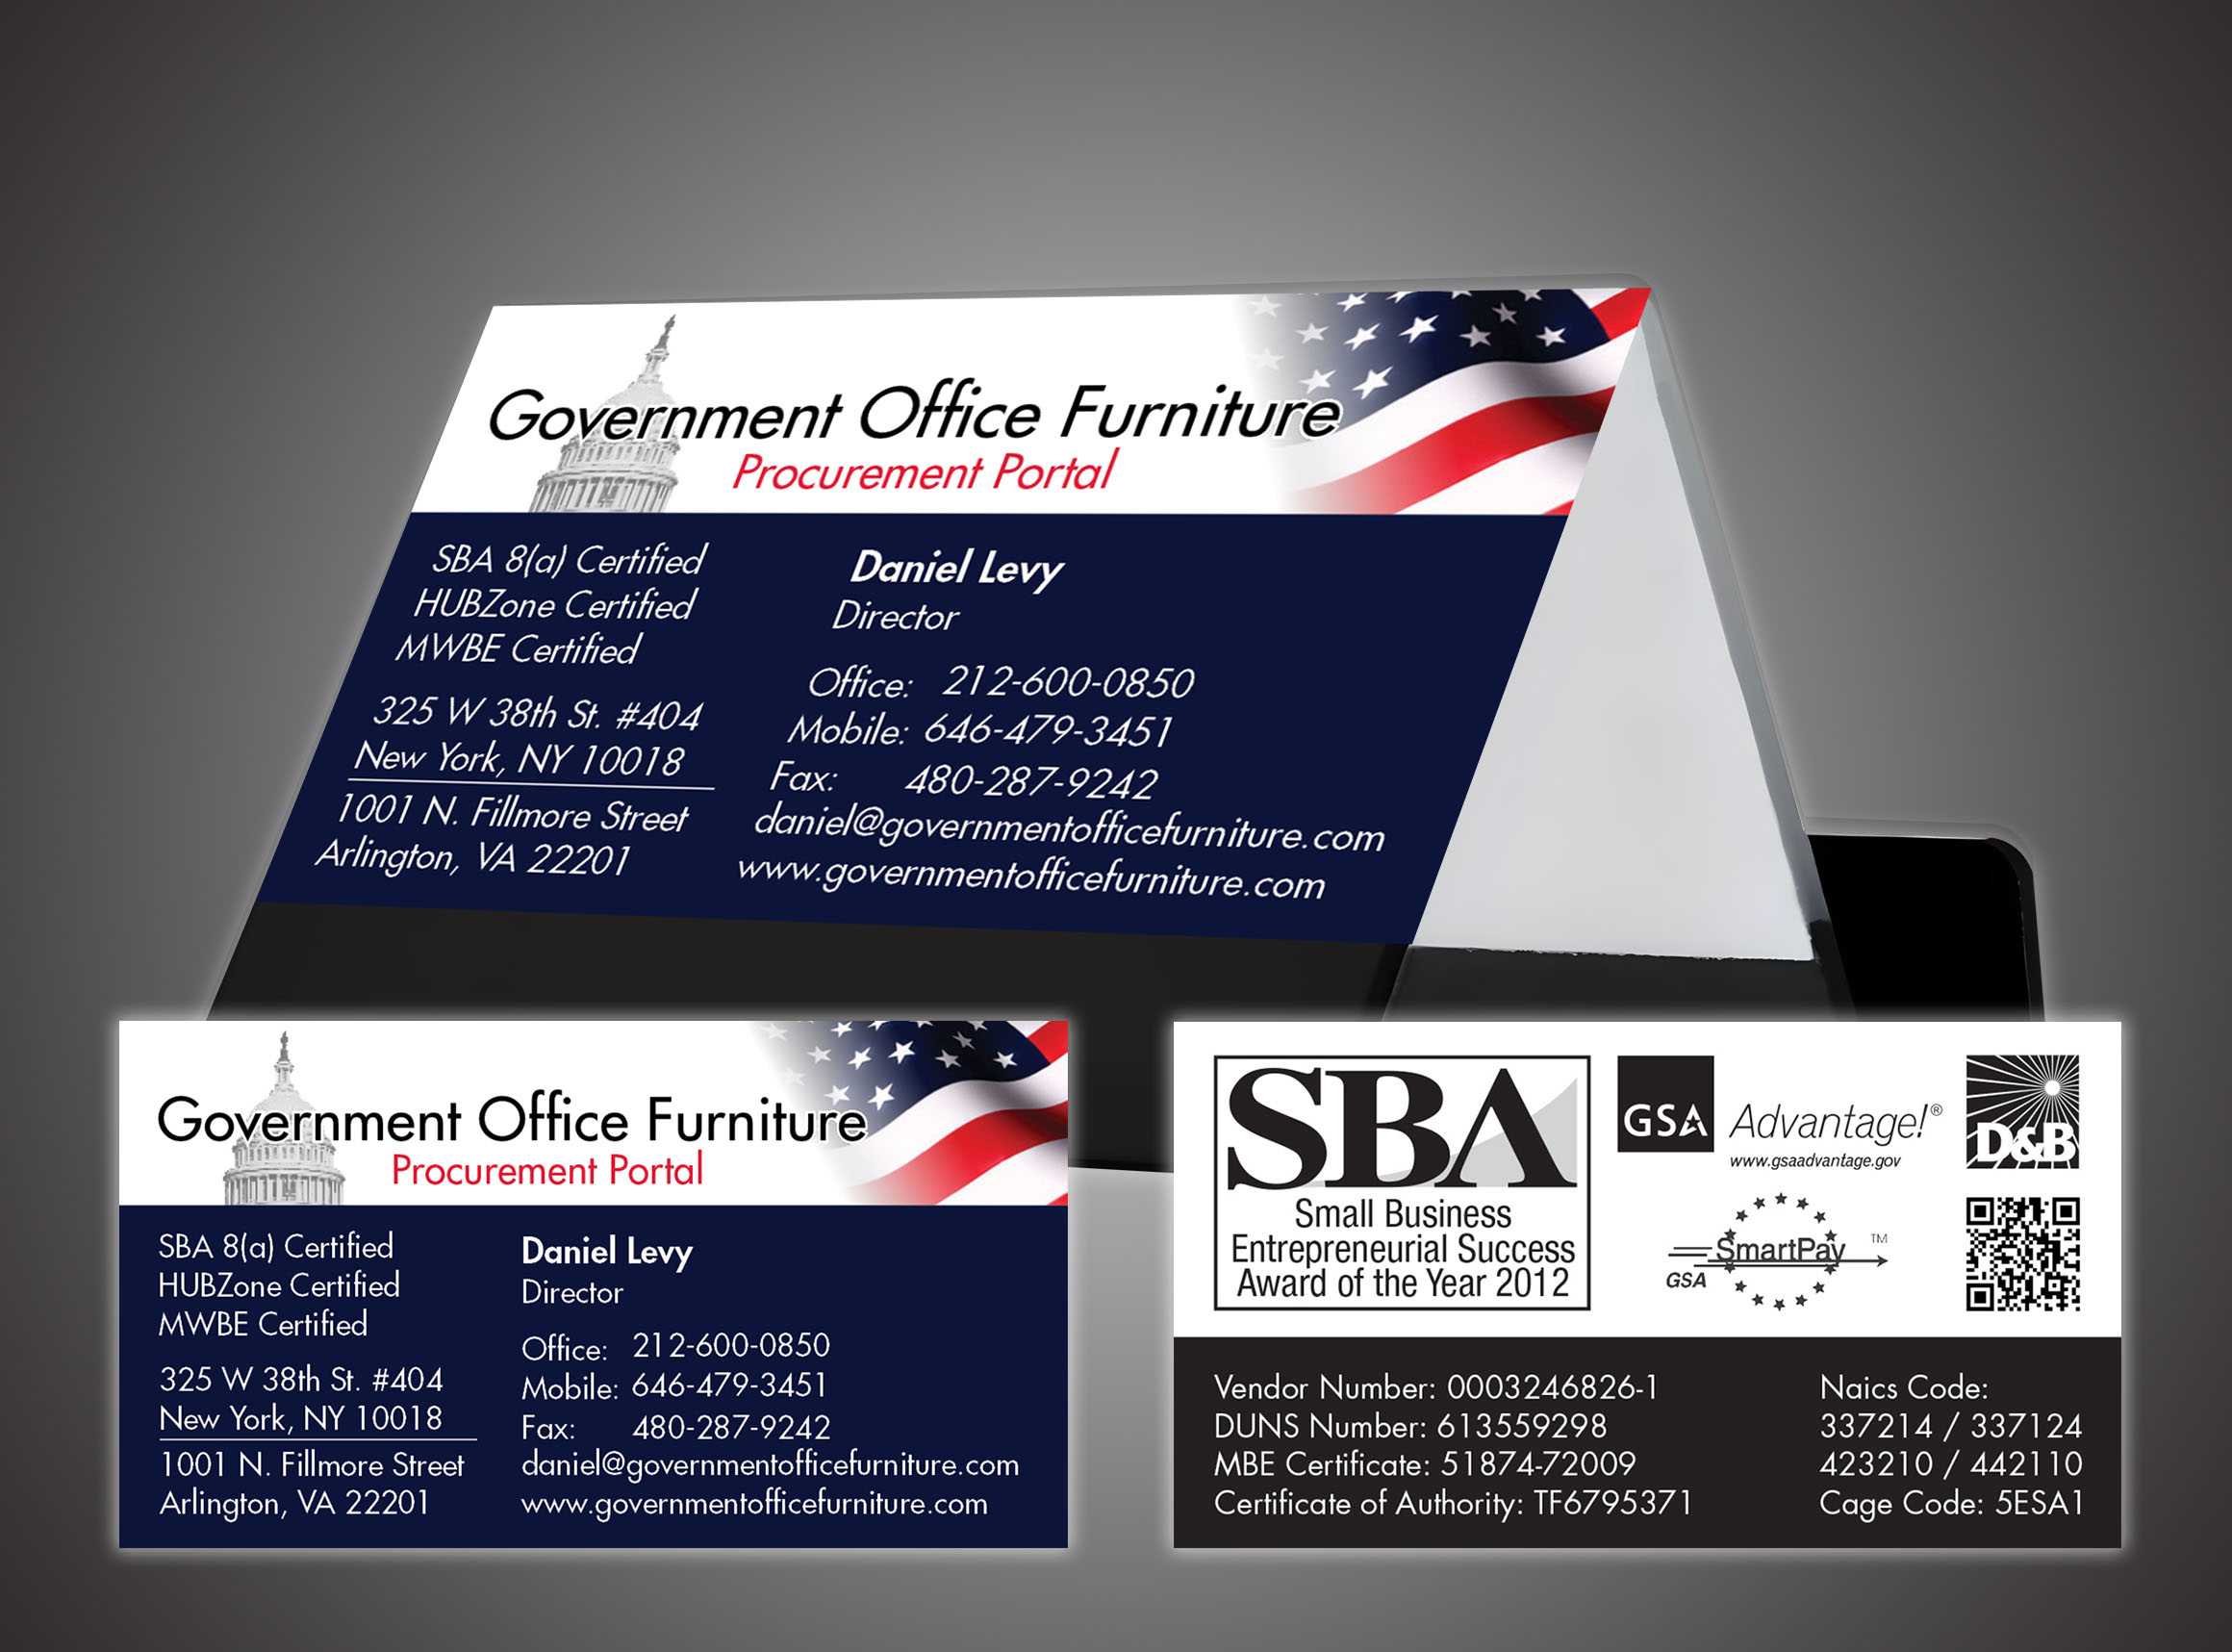 Government Office Furniture
Procurement Portal
SBA 8(a) Certified
HUBZone Certified
MWBE Certified
325 W 38th St. #404
New York, NY 10018
1001 N. Fillmore Street
Arlington, VA 22201
Daniel Levy
Director
Office: 212-600-0850
Mobile: 646-479-3451
Fax: 480-287-9242
daniel@governmentofficefurniture.com
www.governmentofficefurniture.com
Government Office Furniture
Procurement Portal
SBA 8(a) Certified
HUBZone Certified
MWBE Certified
325 W 38th St. #404
New York, NY 10018
1001 N. Fillmore Street
Arlington, VA 22201
Daniel Levy
Director
Office: 212-600-0850
Mobile: 646-479-3451
Fax: 480-287-9242
daniel@governmentofficefurniture.com
www.governmentofficefurniture.com
SBA
Small Business
Entrepreneurial Success
Award of the Year 2012
GSA Advantage!®
www.gsaadvantage.gov
D&B
SmartPay ™
GSA
Vendor Number: 0003246826-1
DUNS Number: 613559298
MBE Certificate: 51874-72009
Certificate of Authority: TF6795371
Naics Code:
337214 / 337124
423210 / 442110
Cage Code: 5ESA1